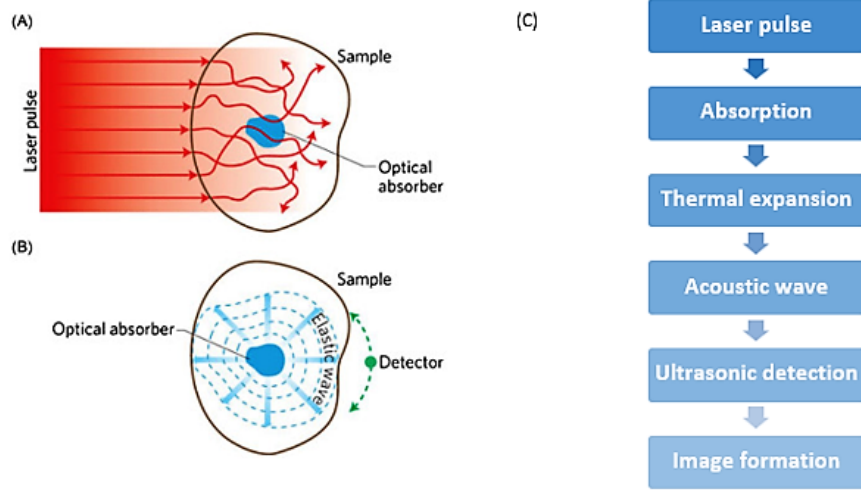 (A)
Laser pulse
Sample
Optical
absorber
(B)
Sample
Optical absorber
Elastic wave
Detector
(C)
Laser pulse
Absorption
Thermal expansion
Acoustic wave
Ultrasonic detection
Image formation